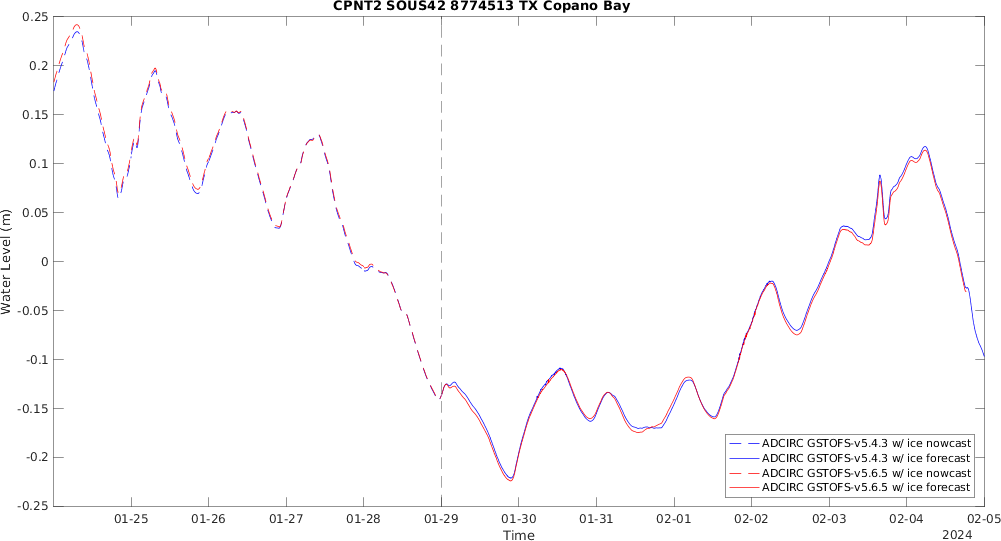 CPNT2 SOUS42 8774513 TX Copano Bay
Water Level (m)
0.25
0.2
0.15
0.1
0.05
0
-0.05
-0.1
-0.15
-0.2
-0.25
ADCIRC GSTOFS-v5.4.3 w/ ice nowcast
ADCIRC GSTOFS-v5.4.3 w/ ice forecast
ADCIRC GSTOFS-v5.6.5 w/ ice nowcast
ADCIRC GSTOFS-v5.6.5 w/ ice forecast
01-25 01-26 01-27 01-28 01-29 01-30 01-31 02-01 02-02 02-03 02-04 02-05
Time
2024